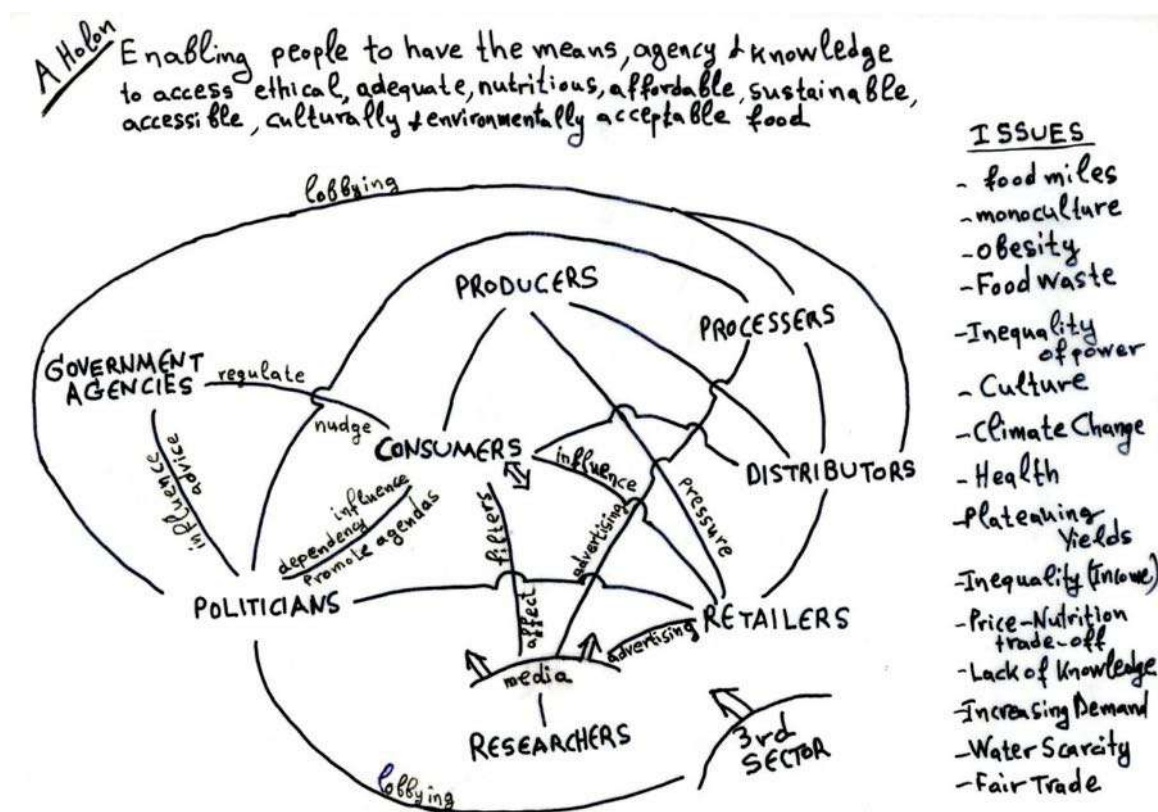 A Holon
Enabling people to have the means, agency & knowledge
to access ethical, adequate, nutritious, affordable, sustainable,
accessible, culturally & environmentally acceptable food
lobbying
PRODUCERS
PROCESSERS
GOVERNMENT
AGENCIES
regulate
nudge
CONSUMERS
DISTRIBUTORS
influence
advice
influence
dependency
promote agendas
filters
affect
influence
advertising
pressure
POLITICIANS
RETAILERS
advertising
media
RESEARCHERS
3rd
SECTOR
lobbying
ISSUES
- food miles
- monoculture
- obesity
- Food Waste
- Inequality
of power
- Culture
- Climate Change
- Health
- Plateauing
Yields
- Inequality (Income)
- Price-Nutrition
trade-off
- Lack of Knowledge
- Increasing Demand
- Water Scarcity
- Fair Trade